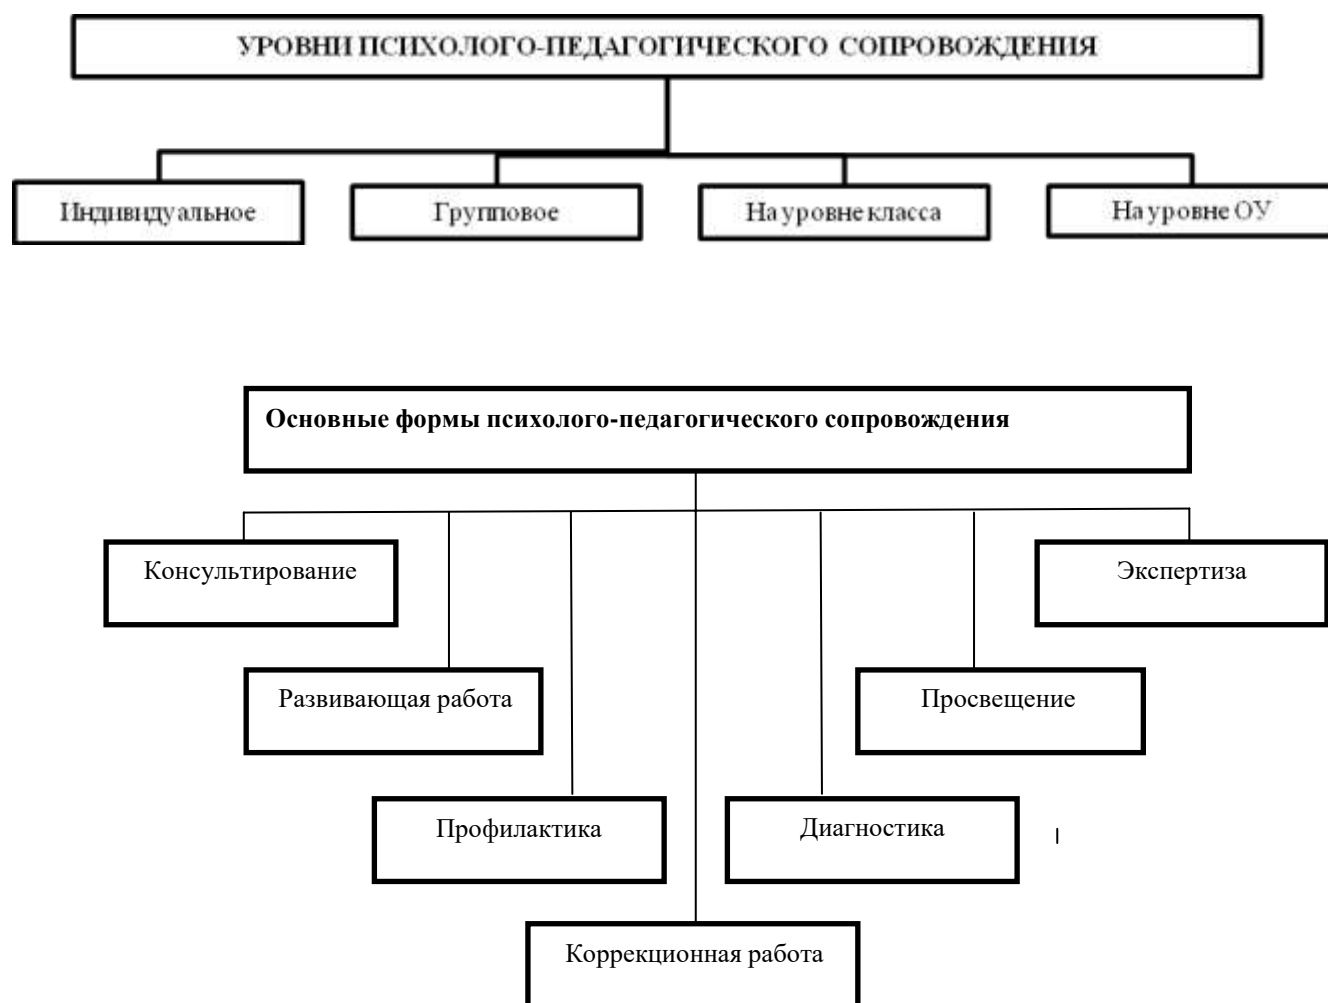 УРОВНИ ПСИХОЛОГО-ПЕДАГОГИЧЕСКОГО СОПРОВОЖДЕНИЯ
Индивидуальное
Групповое
На уровне класса
На уровне ОУ
Основные формы психолого-педагогического сопровождения
Консультирование
Экспертиза
Развивающая работа
Просвещение
Профилактика
Диагностика
Коррекционная работа